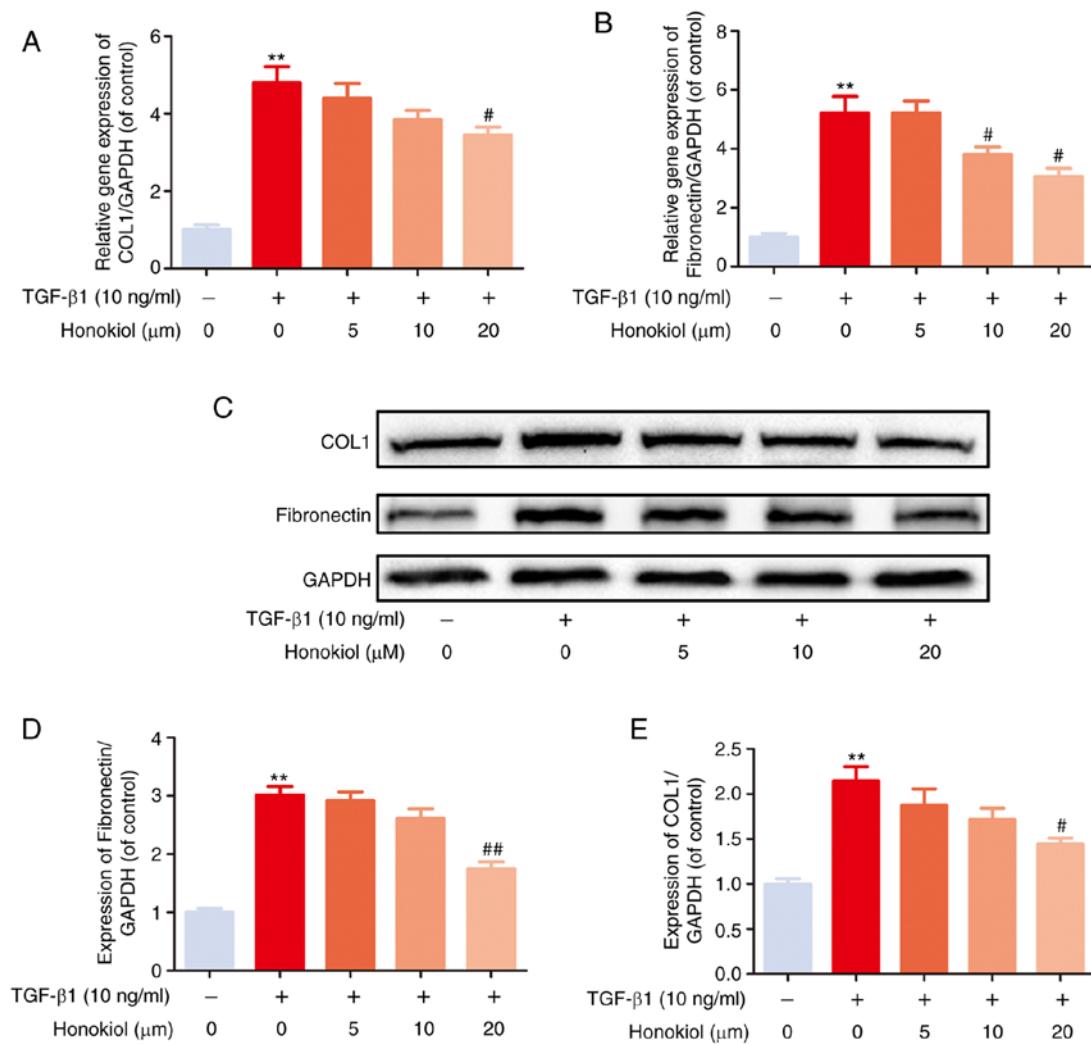 A
Relative gene expression of
COL1/GAPDH (of control)
6
4
2
0
**
#
TGF-β1 (10 ng/ml) – + + + +
Honokiol (μm) 0 0 5 10 20
B
Relative gene expression of
Fibronectin/GAPDH (of control)
8
6
4
2
0
**
#
#
TGF-β1 (10 ng/ml) – + + + +
Honokiol (μm) 0 0 5 10 20
C
COL1
Fibronectin
GAPDH
TGF-β1 (10 ng/ml) – + + + +
Honokiol (μM) 0 0 5 10 20
D
Expression of Fibronectin/
GAPDH (of control)
4
3
2
1
0
**
##
TGF-β1 (10 ng/ml) – + + + +
Honokiol (μm) 0 0 5 10 20
E
Expression of COL1/
GAPDH (of control)
2.5
2.0
1.5
1.0
0.5
0.0
**
#
TGF-β1 (10 ng/ml) – + + + +
Honokiol (μm) 0 0 5 10 20